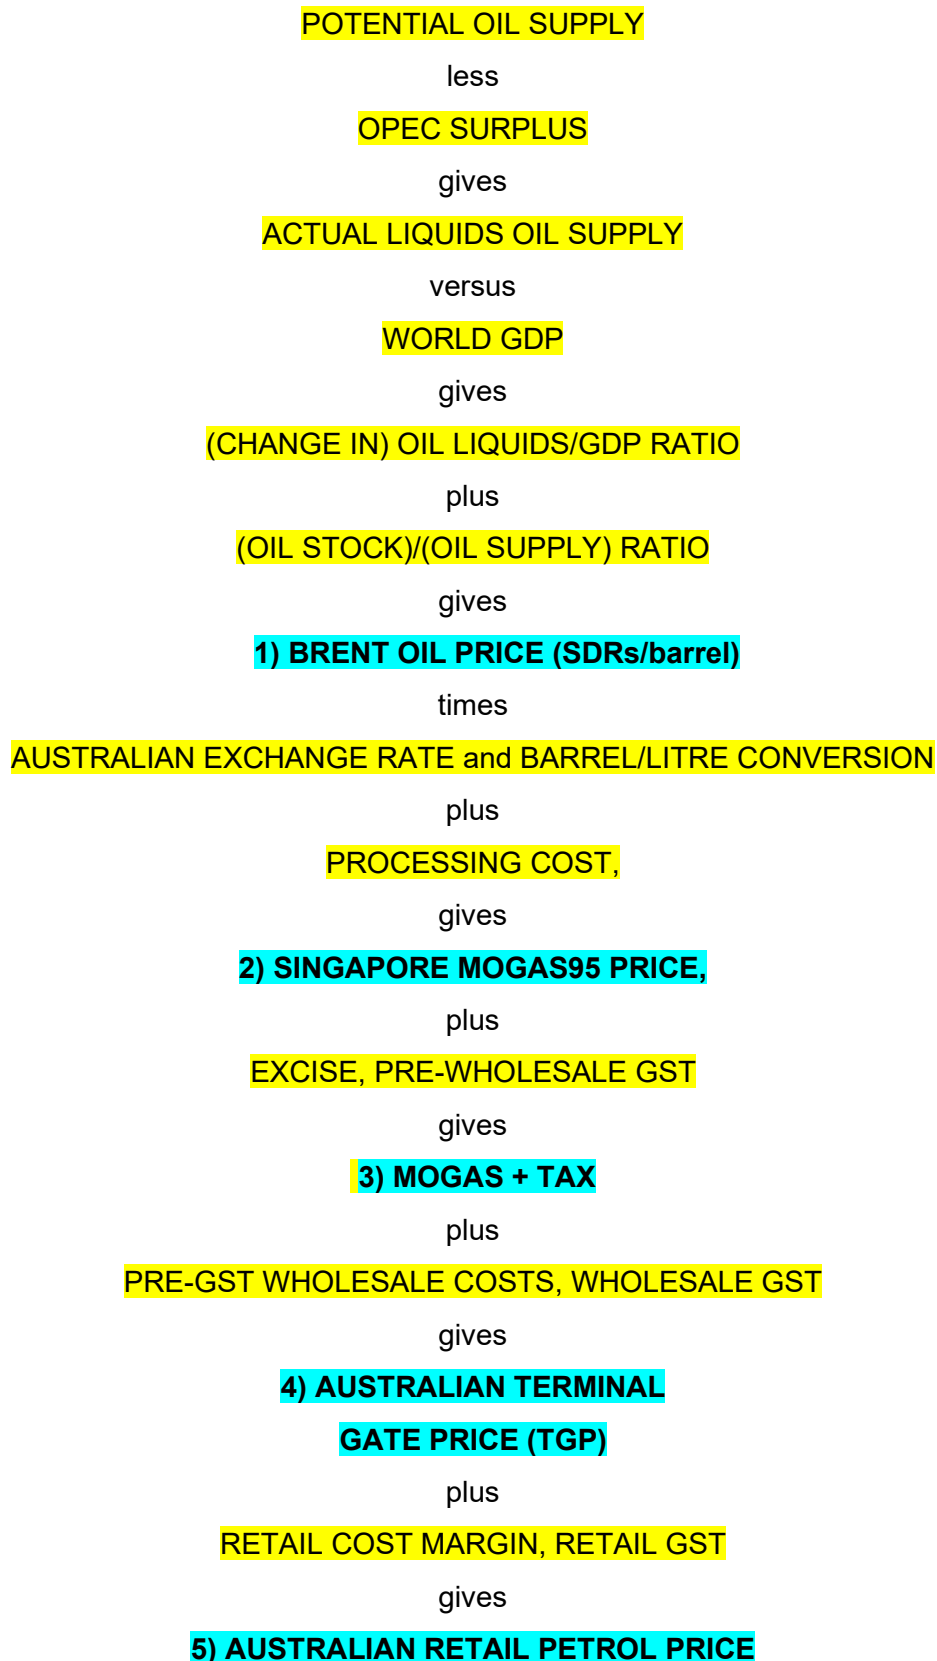 POTENTIAL OIL SUPPLY
less
OPEC SURPLUS
gives
ACTUAL LIQUIDS OIL SUPPLY
versus
WORLD GDP
gives
(CHANGE IN) OIL LIQUIDS/GDP RATIO
plus
(OIL STOCK)/(OIL SUPPLY) RATIO
gives
1) BRENT OIL PRICE (SDRs/barrel)
times
AUSTRALIAN EXCHANGE RATE and BARREL/LITRE CONVERSION
plus
PROCESSING COST,
gives
2) SINGAPORE MOGAS95 PRICE,
plus
EXCISE, PRE-WHOLESALE GST
gives
3) MOGAS + TAX
plus
PRE-GST WHOLESALE COSTS, WHOLESALE GST
gives
4) AUSTRALIAN TERMINAL
GATE PRICE (TGP)
plus
RETAIL COST MARGIN, RETAIL GST
gives
5) AUSTRALIAN RETAIL PETROL PRICE